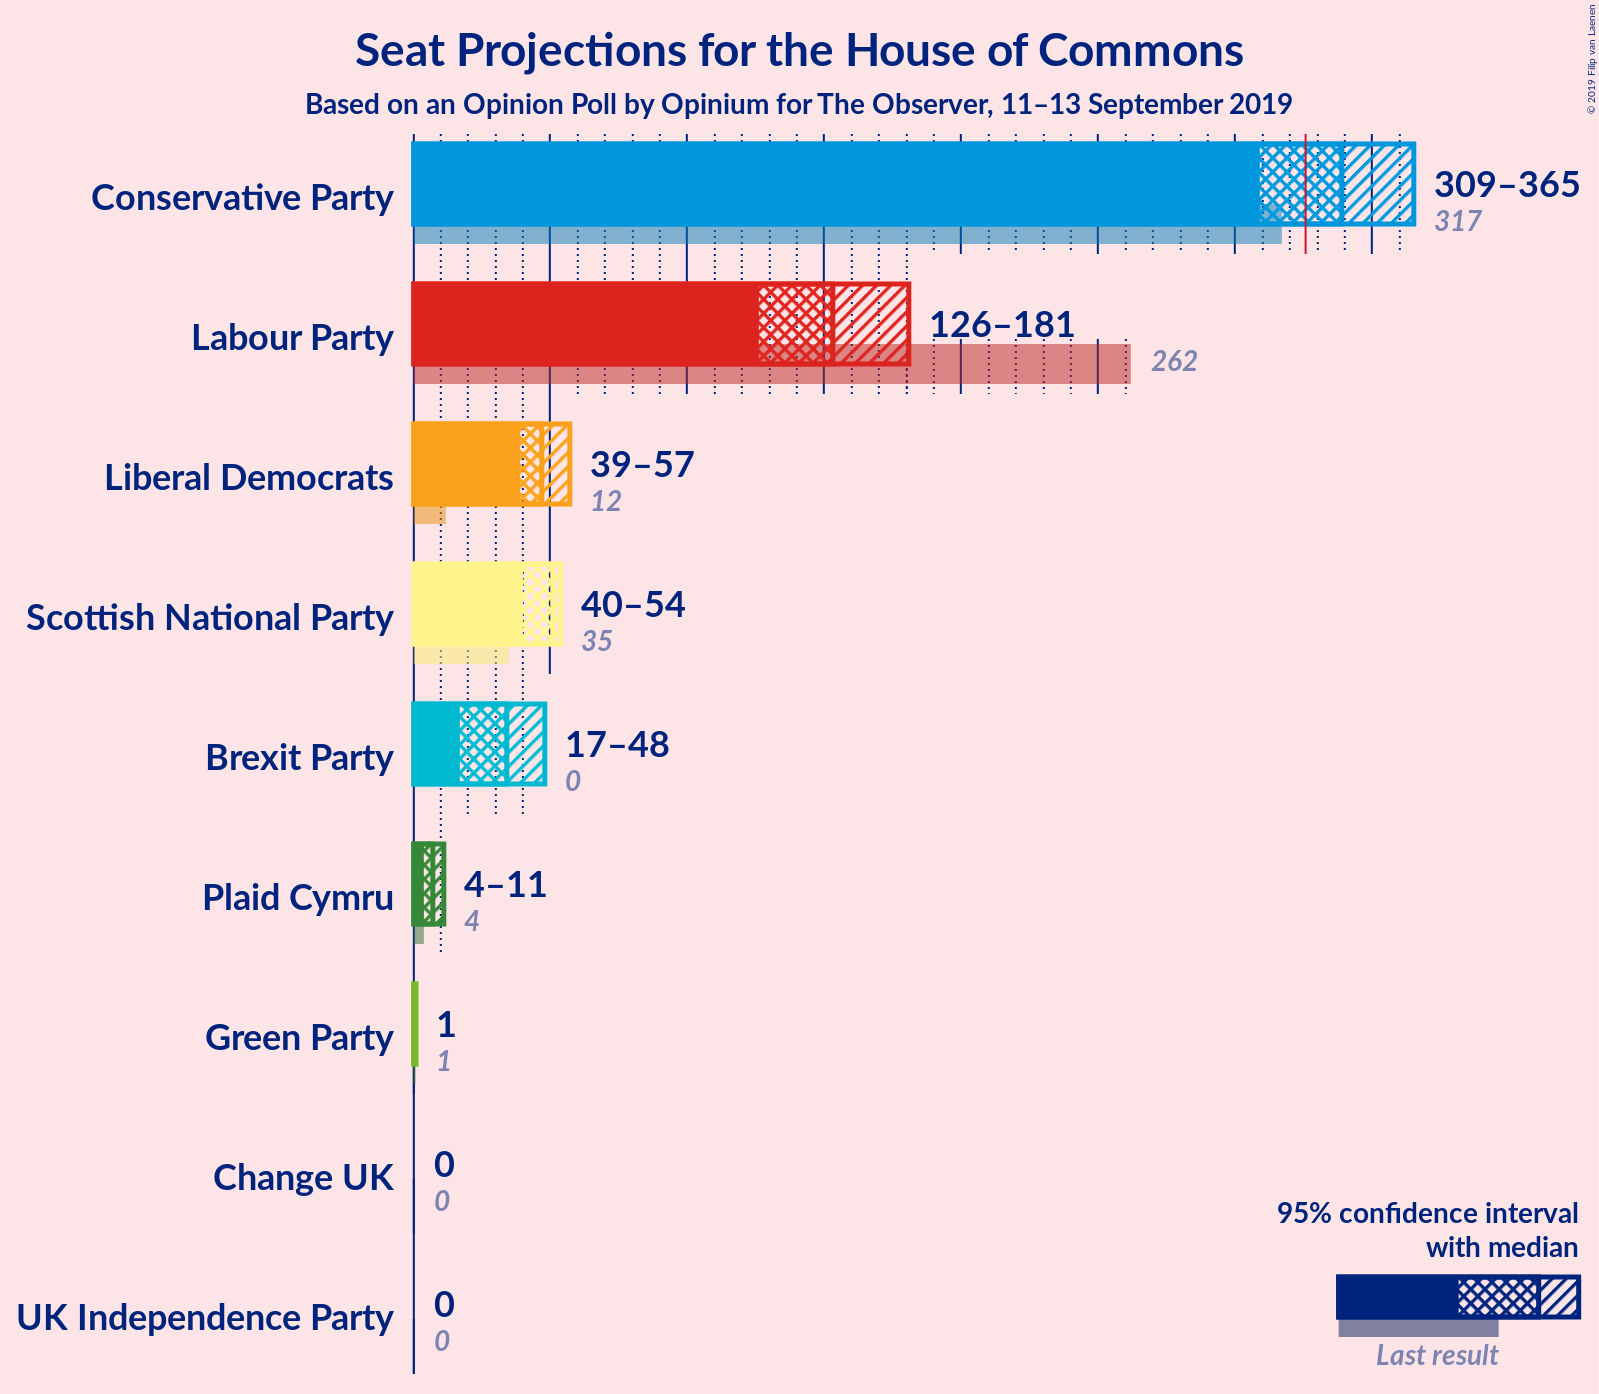 Seat Projections for the House of Commons
Based on an Opinion Poll by Opinium for The Observer, 11–13 September 2019
© 2019 Filip van Laenen
Conservative Party
309–365
317
Labour Party
126–181
262
Liberal Democrats
39–57
12
Scottish National Party
40–54
35
Brexit Party
17–48
0
Plaid Cymru
4–11
4
Green Party
1
1
Change UK
0
0
UK Independence Party
0
0
95% confidence interval
with median
Last result